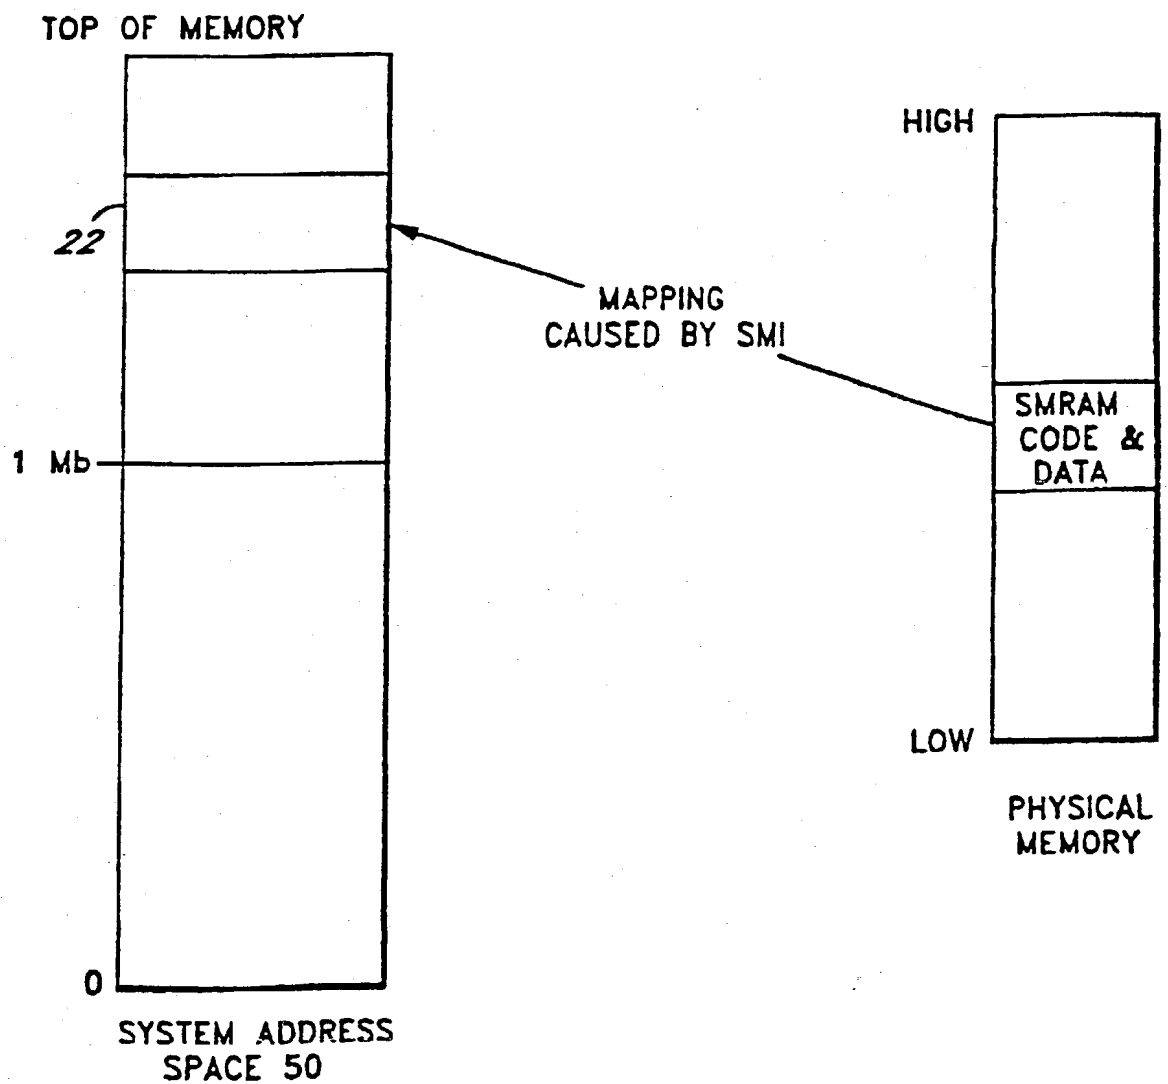 TOP OF MEMORY
HIGH
22
MAPPING
CAUSED BY SMI
SMRAM
CODE &
DATA
1 Mb
LOW
PHYSICAL
MEMORY
0
SYSTEM ADDRESS
SPACE 50